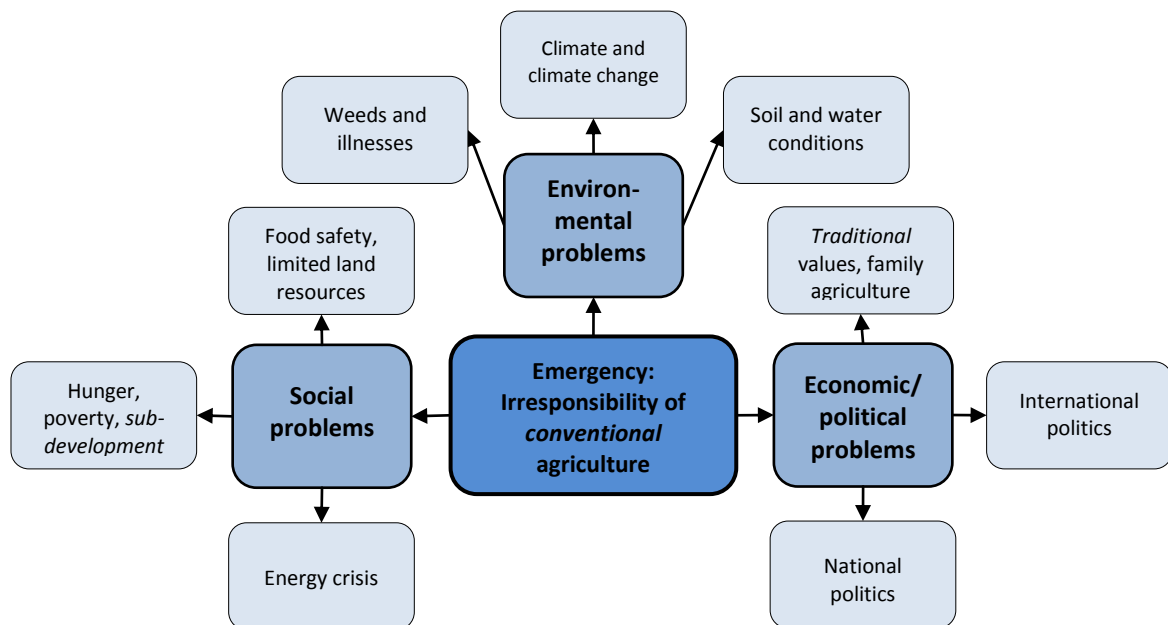 Climate and
climate change
Weeds and
illnesses
Soil and water
conditions
Environ-
mental
problems
Food safety,
limited land
resources
Traditional
values, family
agriculture
Hunger,
poverty, sub-
development
Social
problems
Emergency:
Irresponsibility of
conventional
agriculture
Economic/
political
problems
International
politics
Energy crisis
National
politics